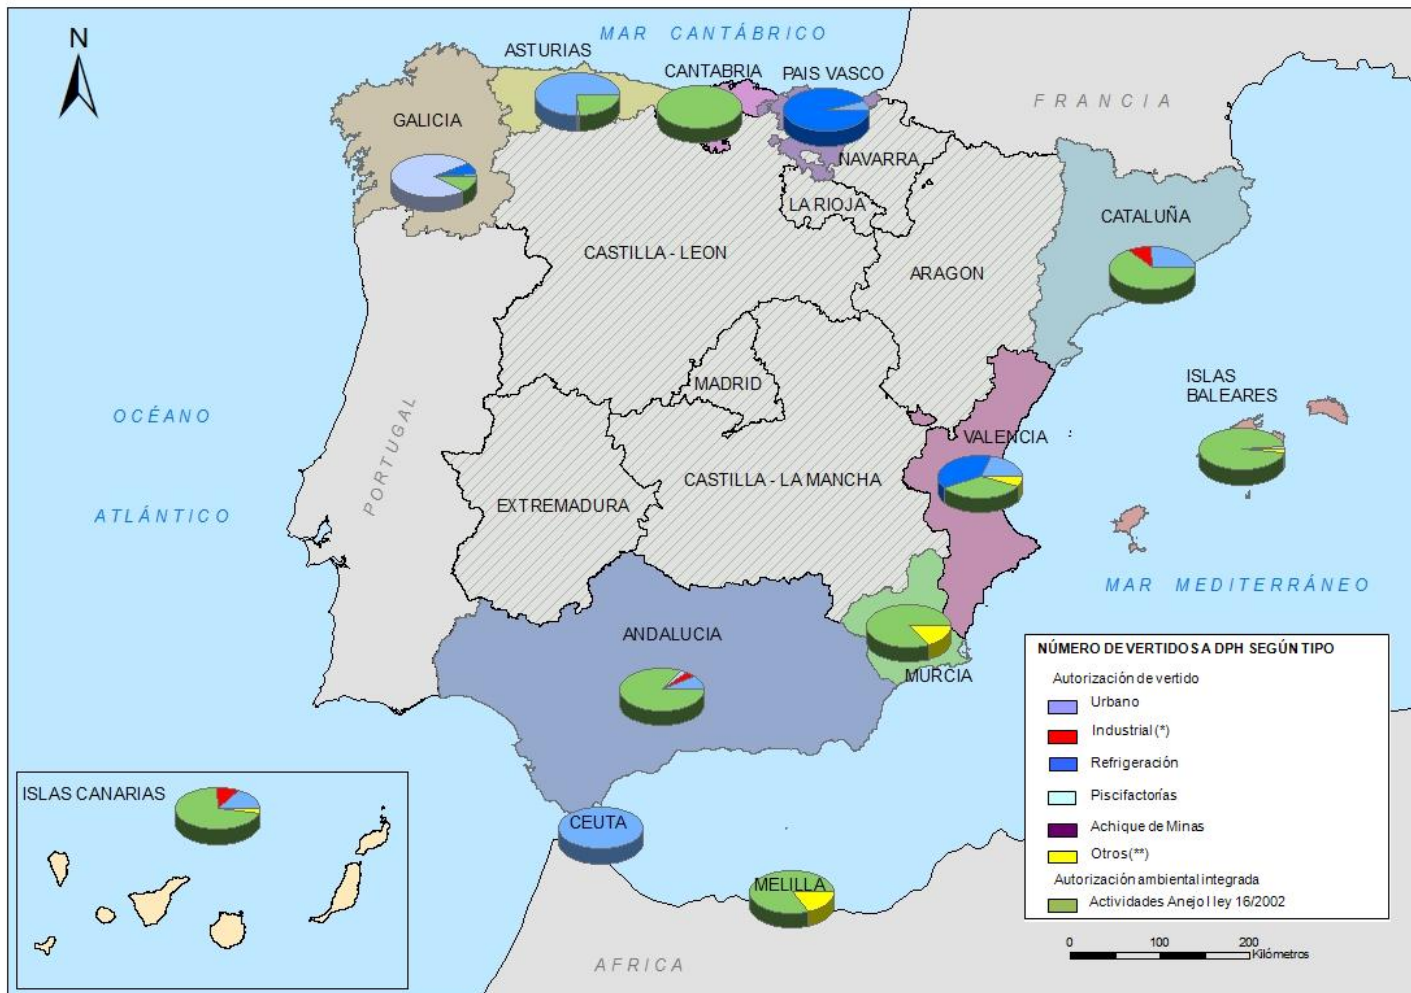 MAR CANTÁBRICO
N
ASTURIAS
CANTABRIA
PAIS VASCO
FRANCIA
GALICIA
NAVARRA
LA RIOJA
CATALUÑA
CASTILLA - LEON
ARAGON
MADRID
ISLAS
BALEARES
OCÉANO
ATLÁNTICO
PORTUGAL
VALENCIA
CASTILLA - LA MANCHA
EXTREMADURA
MAR MEDITERRÁNEO
ANDALUCIA
MURCIA
ISLAS CANARIAS
CEUTA
MELILLA
AFRICA
NÚMERO DE VERTIDOS A DPH SEGÚN TIPO
Autorización de vertido
Urbano
Industrial (*)
Refrigeración
Piscifactorías
Achique de Minas
Otros (**)
Autorización ambiental integrada
Actividades Anejo I ley 16/2002
0 100 200
Kilómetros